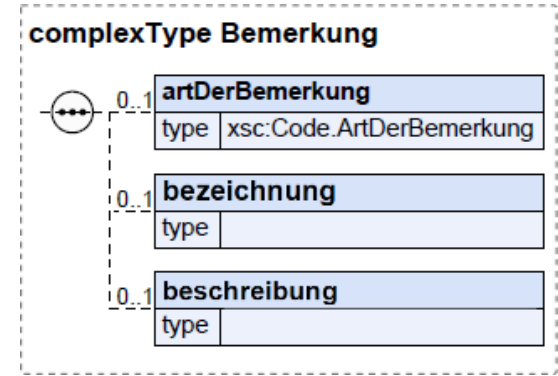 complexType Bemerkung
0..1 artDerBemerkung
type xsc:Code.ArtDerBemerkung
0..1 bezeichnung
type
0..1 beschreibung
type